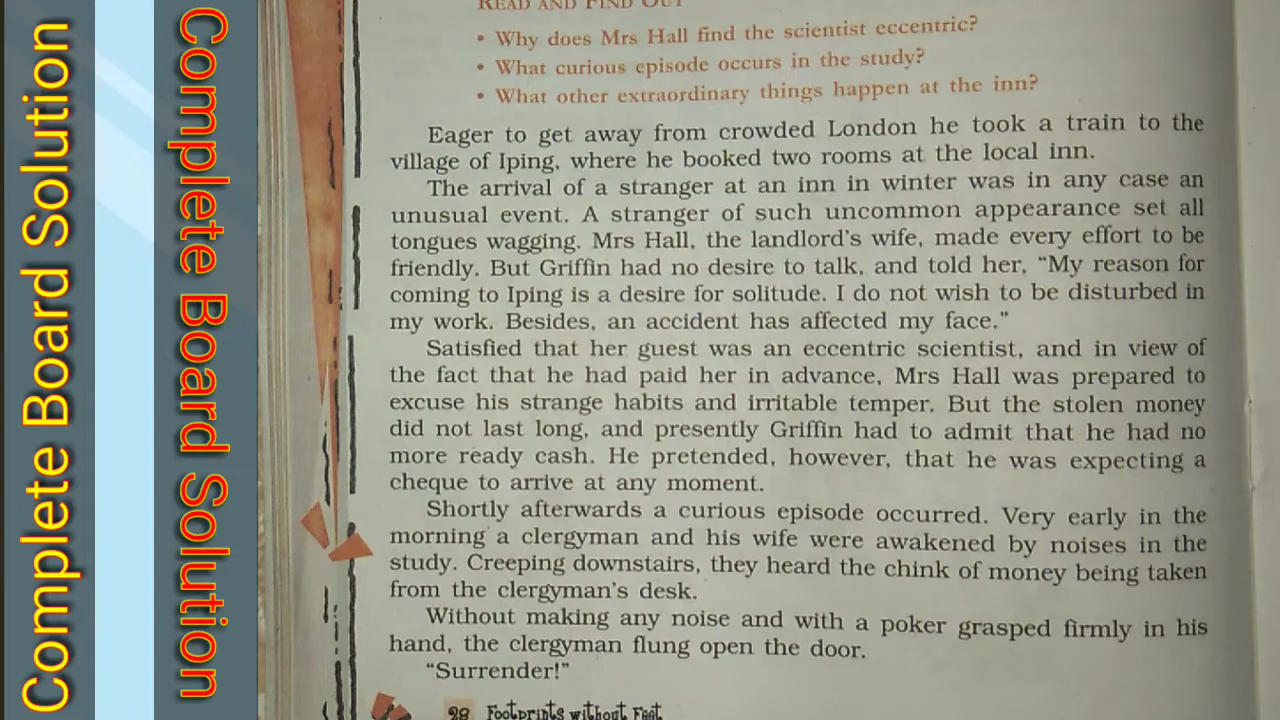 Complete Board Solution
Complete Board Solution
READ AND FIND OUT
• Why does Mrs Hall find the scientist eccentric?
• What curious episode occurs in the study?
• What other extraordinary things happen at the inn?
Eager to get away from crowded London he took a train to the
village of Iping, where he booked two rooms at the local inn.
The arrival of a stranger at an inn in winter was in any case an
unusual event. A stranger of such uncommon appearance set all
tongues wagging. Mrs Hall, the landlord's wife, made every effort to be
friendly. But Griffin had no desire to talk, and told her, “My reason for
coming to Iping is a desire for solitude. I do not wish to be disturbed in
my work. Besides, an accident has affected my face.”
Satisfied that her guest was an eccentric scientist, and in view of
the fact that he had paid her in advance, Mrs Hall was prepared to
excuse his strange habits and irritable temper. But the stolen money
did not last long, and presently Griffin had to admit that he had no
more ready cash. He pretended, however, that he was expecting a
cheque to arrive at any moment.
Shortly afterwards a curious episode occurred. Very early in the
morning a clergyman and his wife were awakened by noises in the
study. Creeping downstairs, they heard the chink of money being taken
from the clergyman's desk.
Without making any noise and with a poker grasped firmly in his
hand, the clergyman flung open the door.
“Surrender!”
28 Footprints without Feet